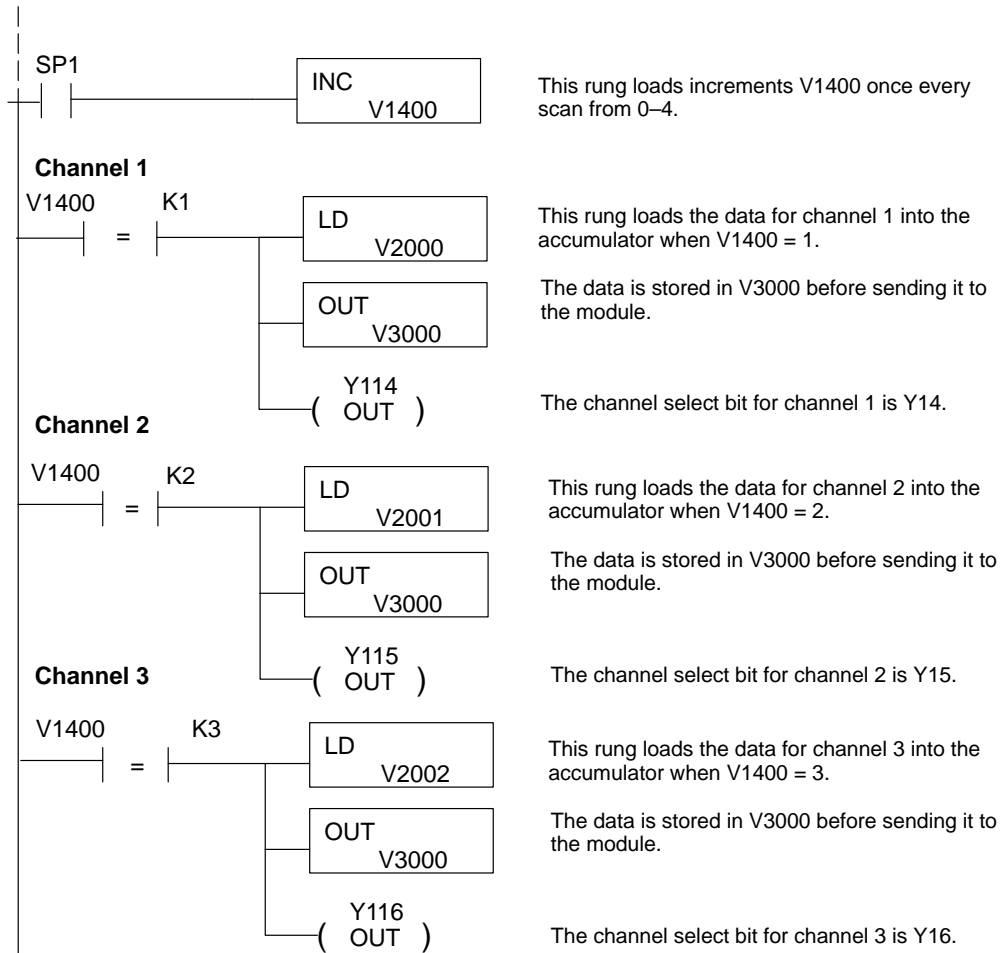 SP1
INC
V1400
This rung loads increments V1400 once every
scan from 0–4.
Channel 1
V1400 = K1
LD
V2000
This rung loads the data for channel 1 into the
accumulator when V1400 = 1.
OUT
V3000
The data is stored in V3000 before sending it to
the module.
Y114
( OUT )
The channel select bit for channel 1 is Y14.
Channel 2
V1400 = K2
LD
V2001
This rung loads the data for channel 2 into the
accumulator when V1400 = 2.
OUT
V3000
The data is stored in V3000 before sending it to
the module.
Y115
( OUT )
The channel select bit for channel 2 is Y15.
Channel 3
V1400 = K3
LD
V2002
This rung loads the data for channel 3 into the
accumulator when V1400 = 3.
OUT
V3000
The data is stored in V3000 before sending it to
the module.
Y116
( OUT )
The channel select bit for channel 3 is Y16.